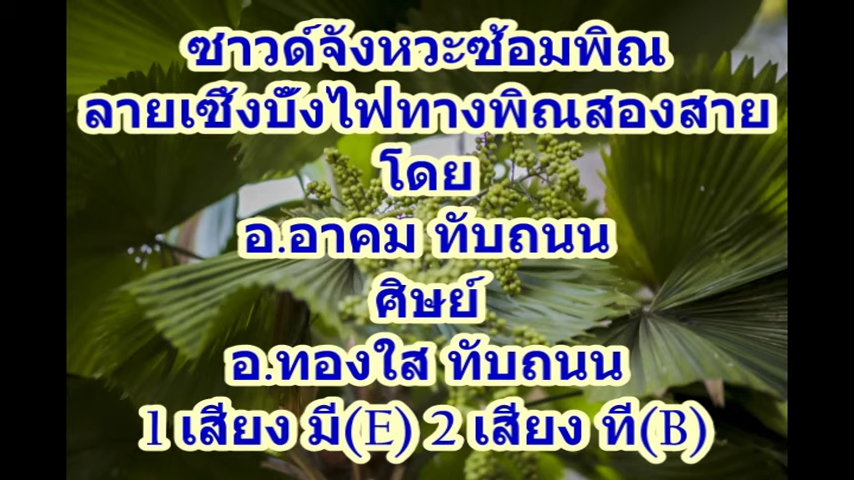 ซาวด์จังหวะซ้อมพิณ
ลายเซิ้งบั้งไฟทางพิณสองสาย
โดย
อ.อาคม ทับถนน
ศิษย์
อ.ทองใส ทับถนน
1 เสียง มี(E) 2 เสียง ที(B)